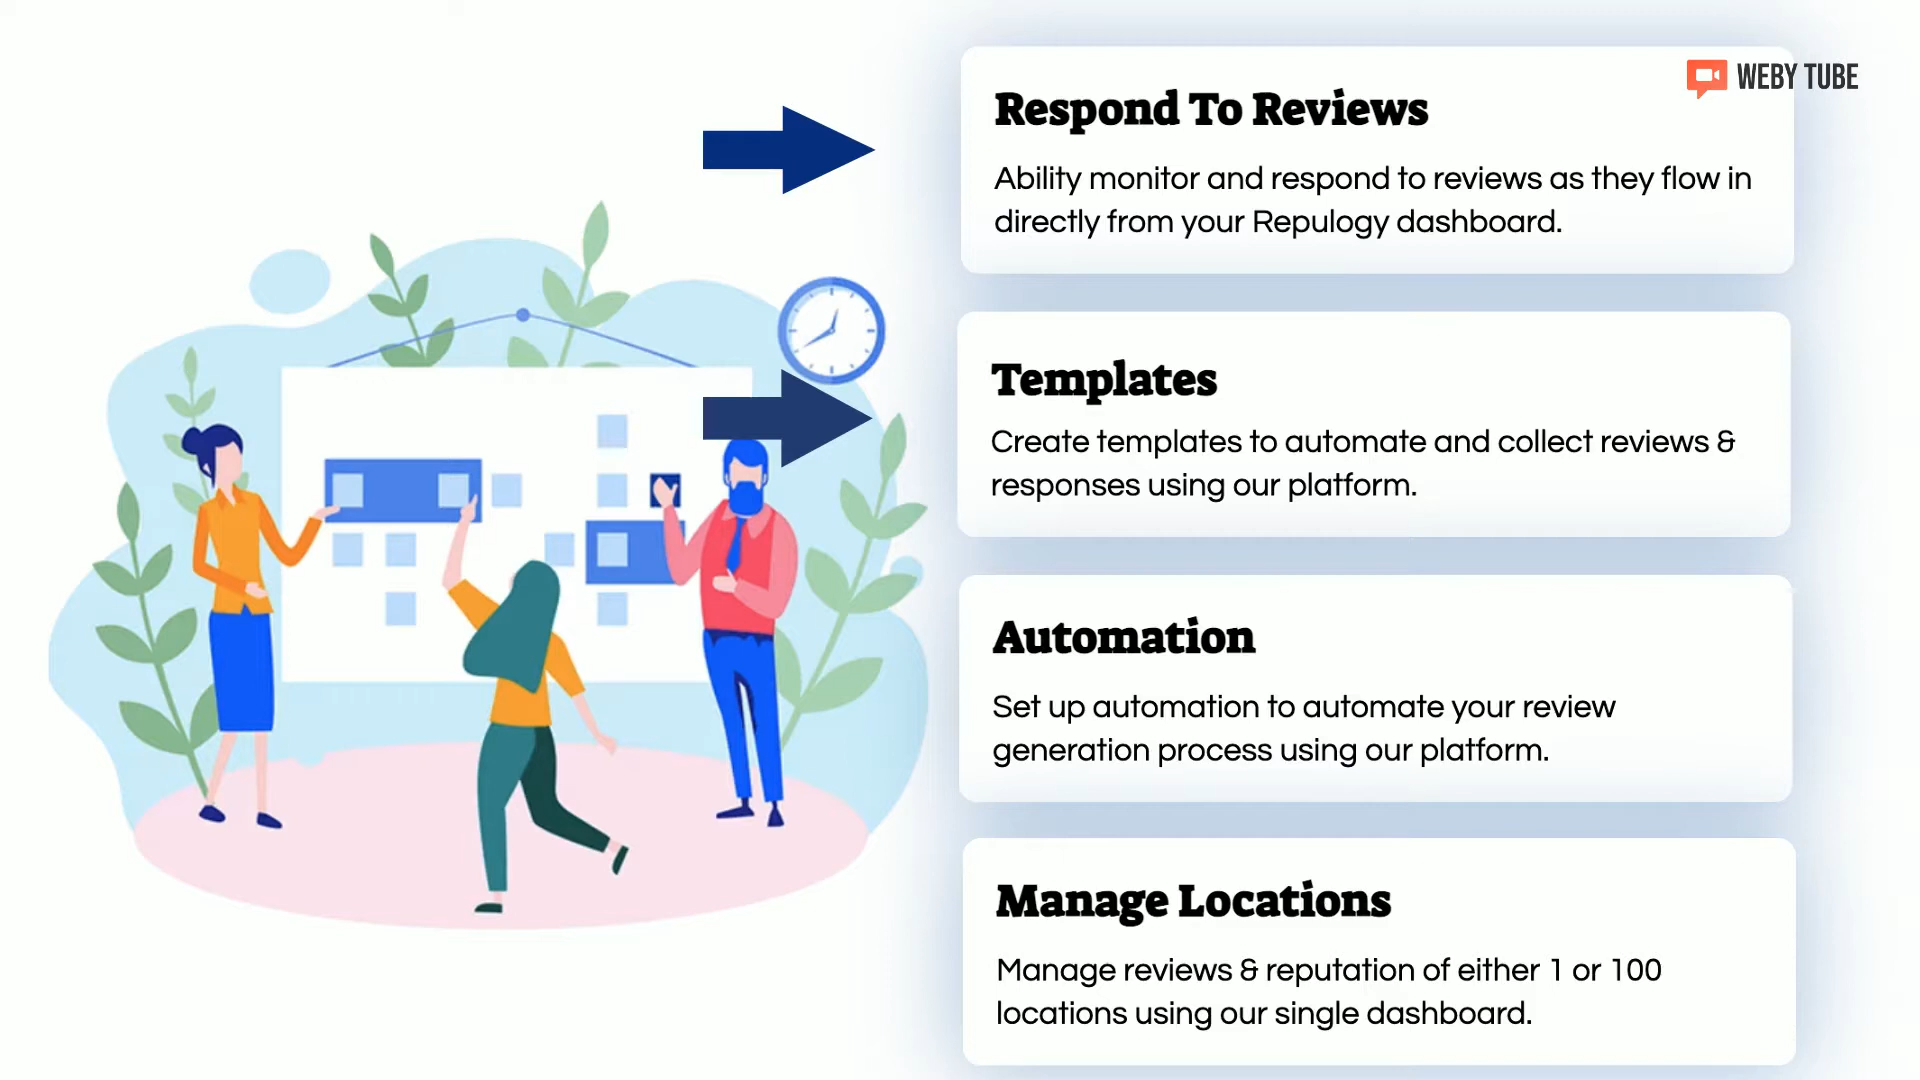 WEBY TUBE
Respond To Reviews
Ability monitor and respond to reviews as they flow in
directly from your Repulogy dashboard.
Templates
Create templates to automate and collect reviews &
responses using our platform.
Automation
Set up automation to automate your review
generation process using our platform.
Manage Locations
Manage reviews & reputation of either 1 or 100
locations using our single dashboard.